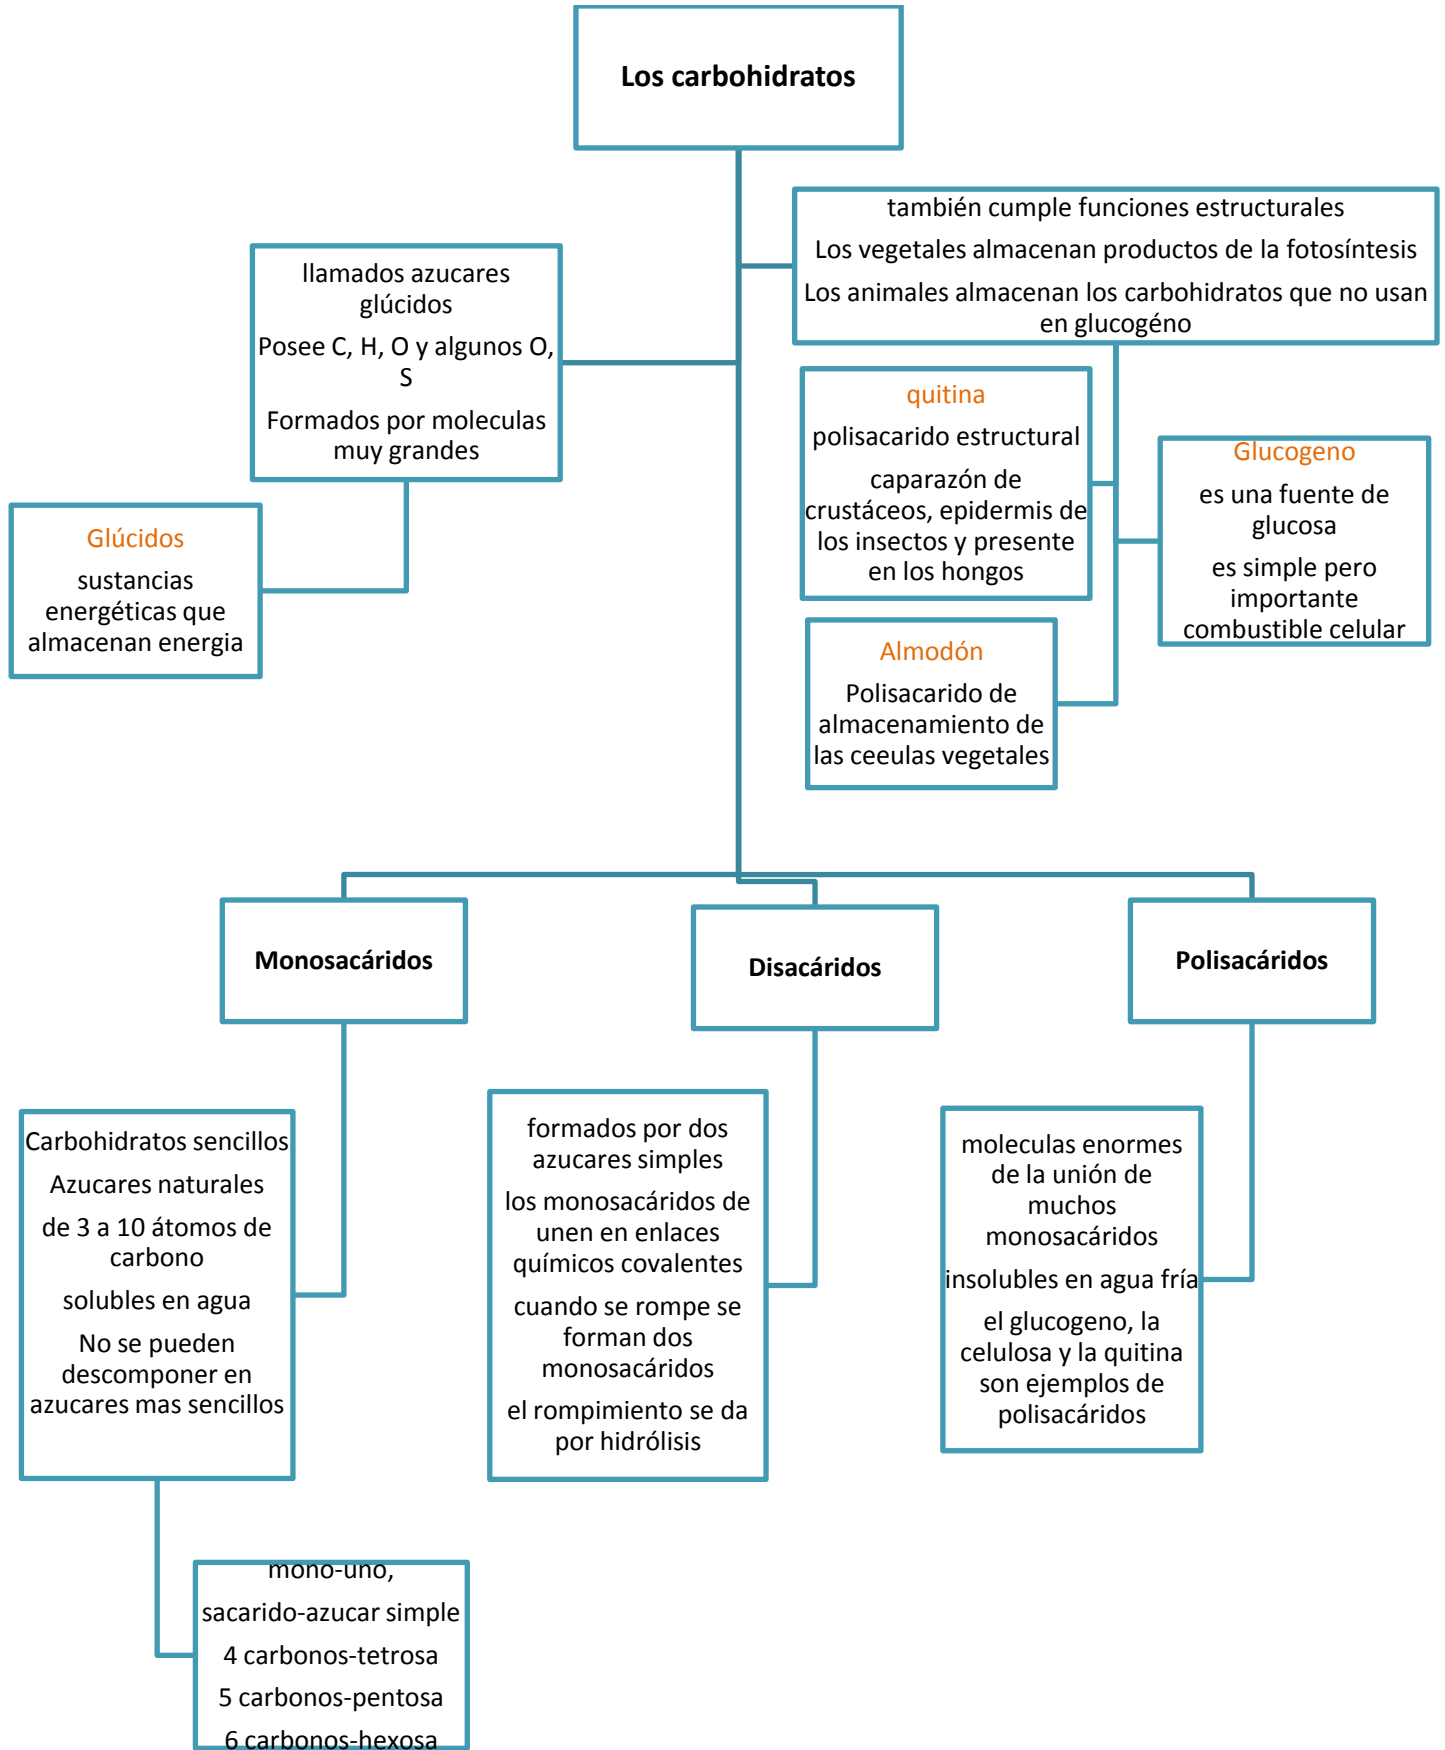 Los carbohidratos
también cumple funciones estructurales
Los vegetales almacenan productos de la fotosíntesis
Los animales almacenan los carbohidratos que no usan
en glucogéno
llamados azucares
glúcidos
Posee C, H, O y algunos O,
S
Formados por moleculas
muy grandes
Glúcidos
sustancias
energéticas que
almacenan energia
quitina
polisacarido estructural
caparazón de
crustáceos, epidermis de
los insectos y presente
en los hongos
Glucogeno
es una fuente de
glucosa
es simple pero
importante
combustible celular
Almodón
Polisacarido de
almacenamiento de
las ceeulas vegetales
Monosacáridos
Disacáridos
Polisacáridos
Carbohidratos sencillos
Azucares naturales
de 3 a 10 átomos de
carbono
solubles en agua
No se pueden
descomponer en
azucares mas sencillos
formados por dos
azucares simples
los monosacáridos de
unen en enlaces
químicos covalentes
cuando se rompe se
forman dos
monosacáridos
el rompimiento se da
por hidrólisis
moleculas enormes
de la unión de
muchos
monosacáridos
insolubles en agua fría
el glucogeno, la
celulosa y la quitina
son ejemplos de
polisacáridos
mono-uno,
sacarido-azucar simple
4 carbonos-tetrosa
5 carbonos-pentosa
6 carbonos-hexosa